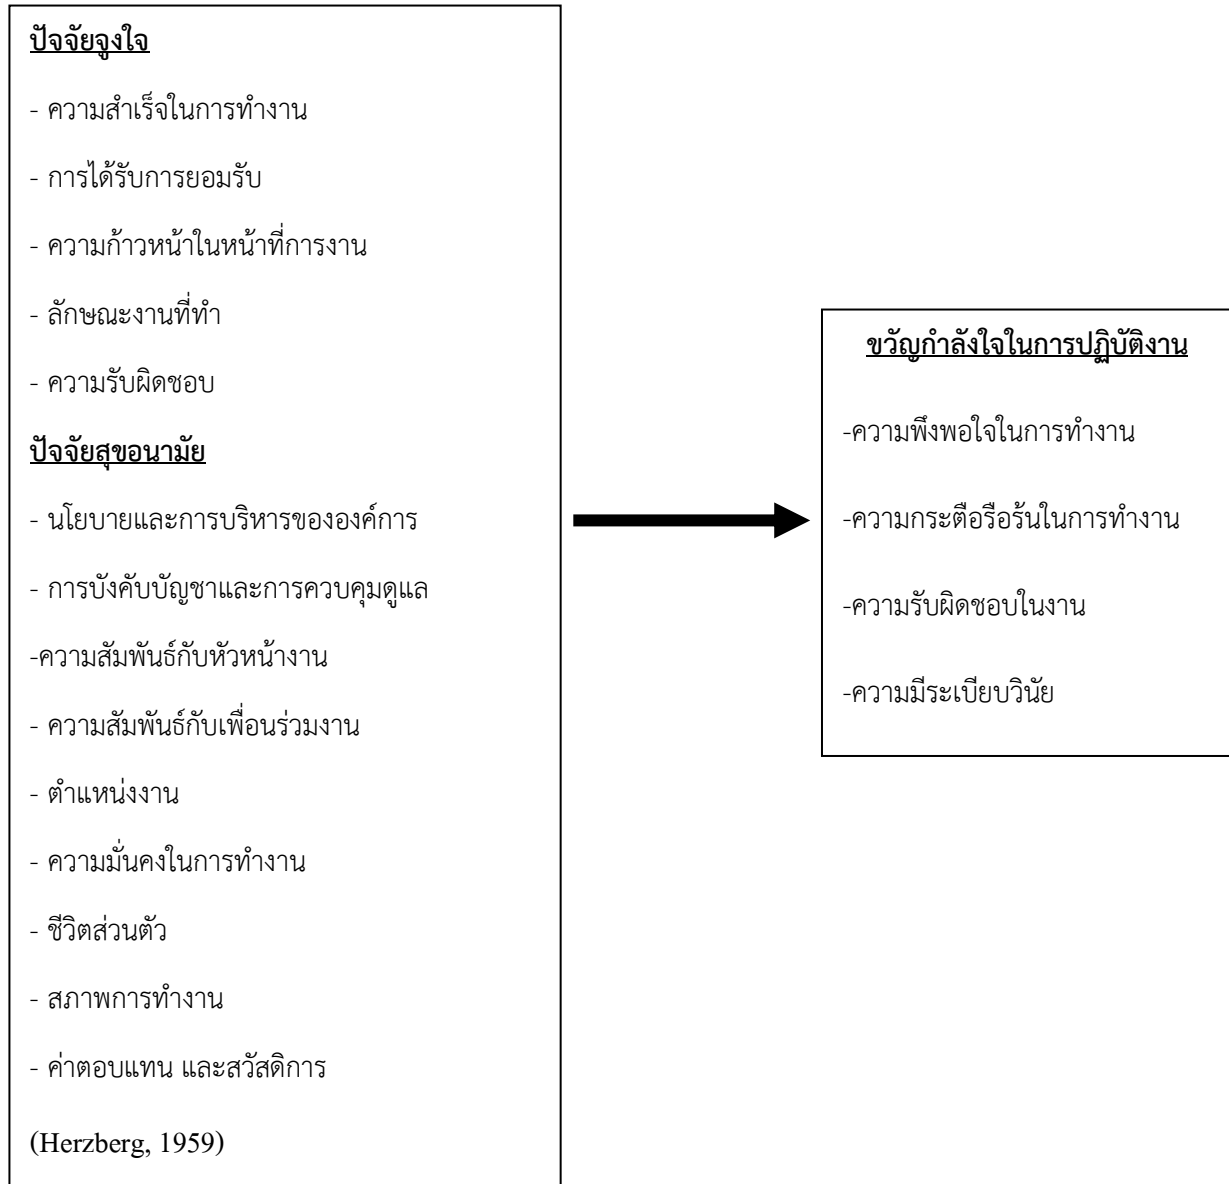 ปัจจัยจูงใจ
- ความสำเร็จในการทำงาน
- การได้รับการยอมรับ
- ความก้าวหน้าในหน้าที่การงาน
- ลักษณะงานที่ทำ
- ความรับผิดชอบ
ปัจจัยสุขอนามัย
- นโยบายและการบริหารขององค์การ
- การบังคับบัญชาและการควบคุมดูแล
-ความสัมพันธ์กับหัวหน้างาน
- ความสัมพันธ์กับเพื่อนร่วมงาน
- ตำแหน่งงาน
- ความมั่นคงในการทำงาน
- ชีวิตส่วนตัว
- สภาพการทำงาน
- ค่าตอบแทน และสวัสดิการ
(Herzberg, 1959)
ขวัญกำลังใจในการปฏิบัติงาน
-ความพึงพอใจในการทำงาน
-ความกระตือรือร้นในการทำงาน
-ความรับผิดชอบในงาน
-ความมีระเบียบวินัย